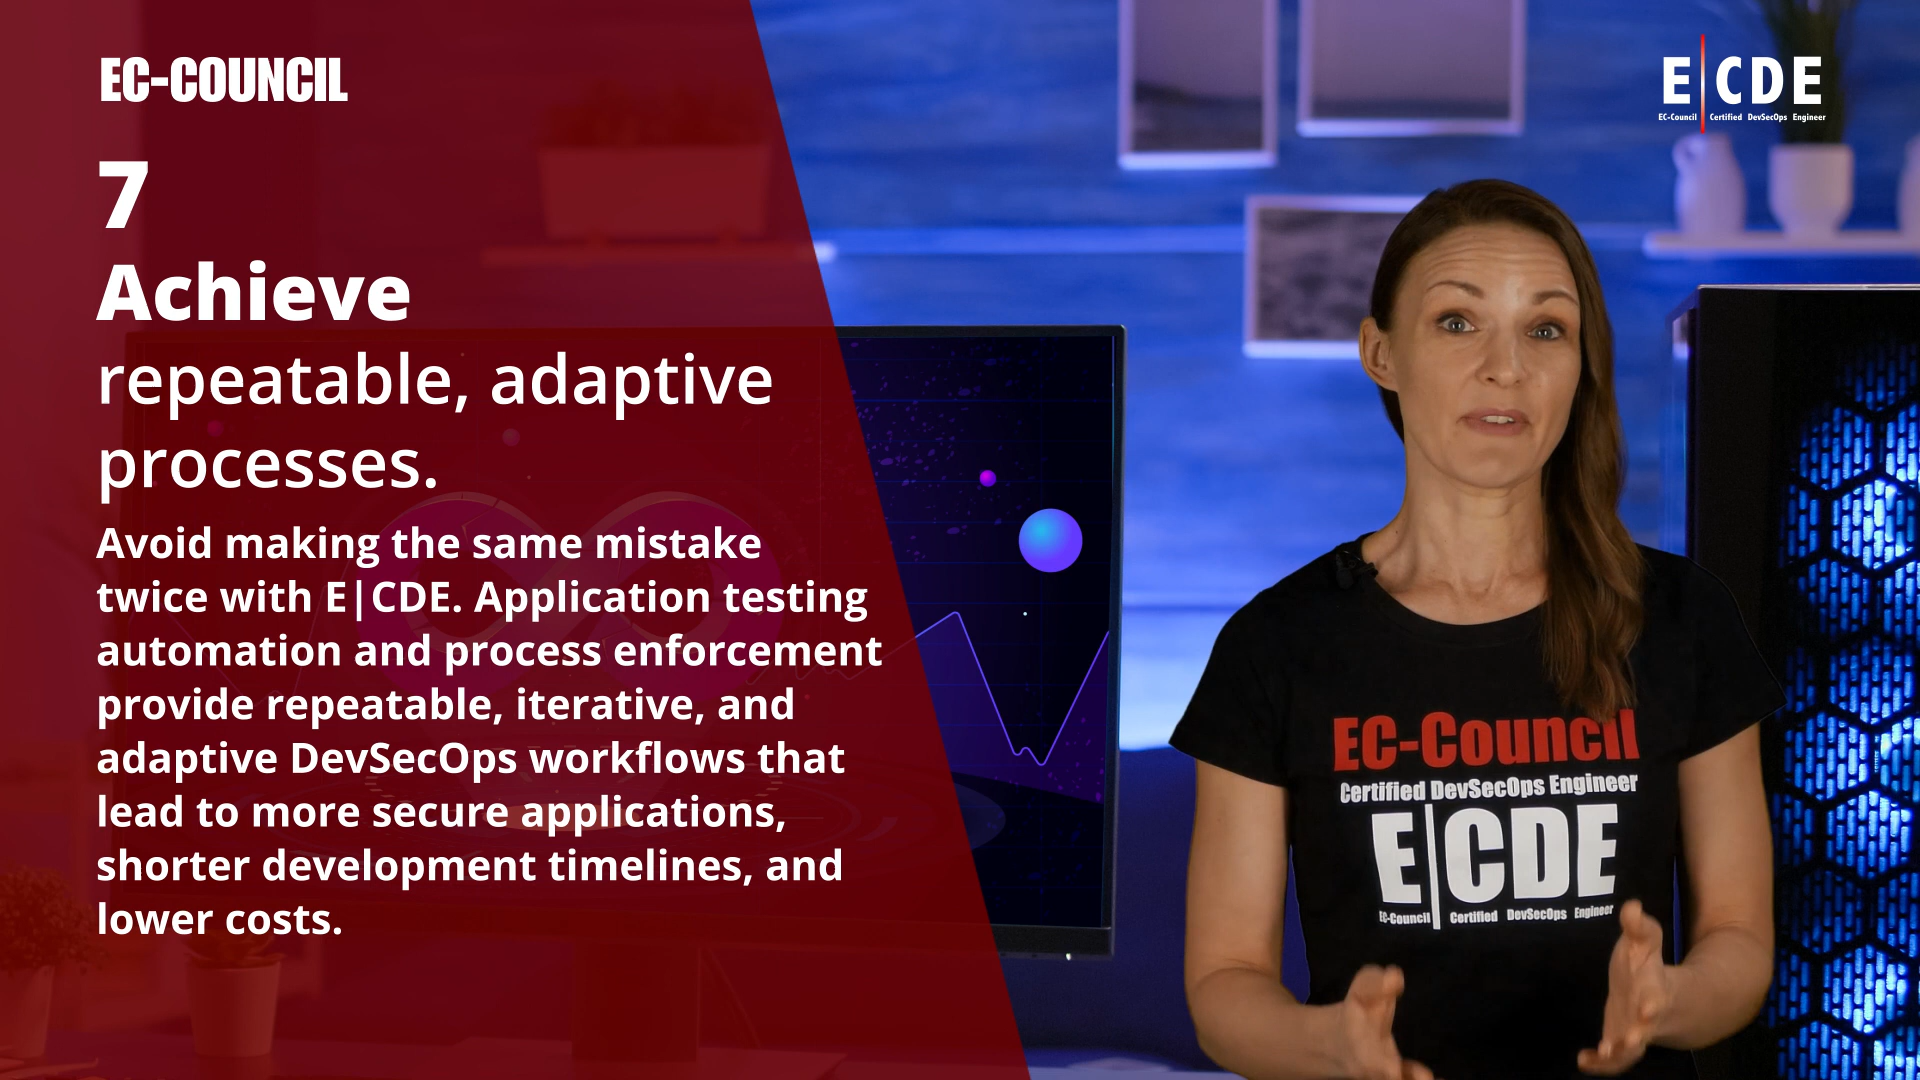 EC-COUNCIL
7
Achieve
repeatable, adaptive
processes.
Avoid making the same mistake
twice with E|CDE. Application testing
automation and process enforcement
provide repeatable, iterative, and
adaptive DevSecOps workflows that
lead to more secure applications,
shorter development timelines, and
lower costs.
E|CDE
EC-Council Certified DevSecOps Engineer
EC-Council
Certified DevSecOps Engineer
E|CDE
EC-Council Certified DevSecOps Engineer